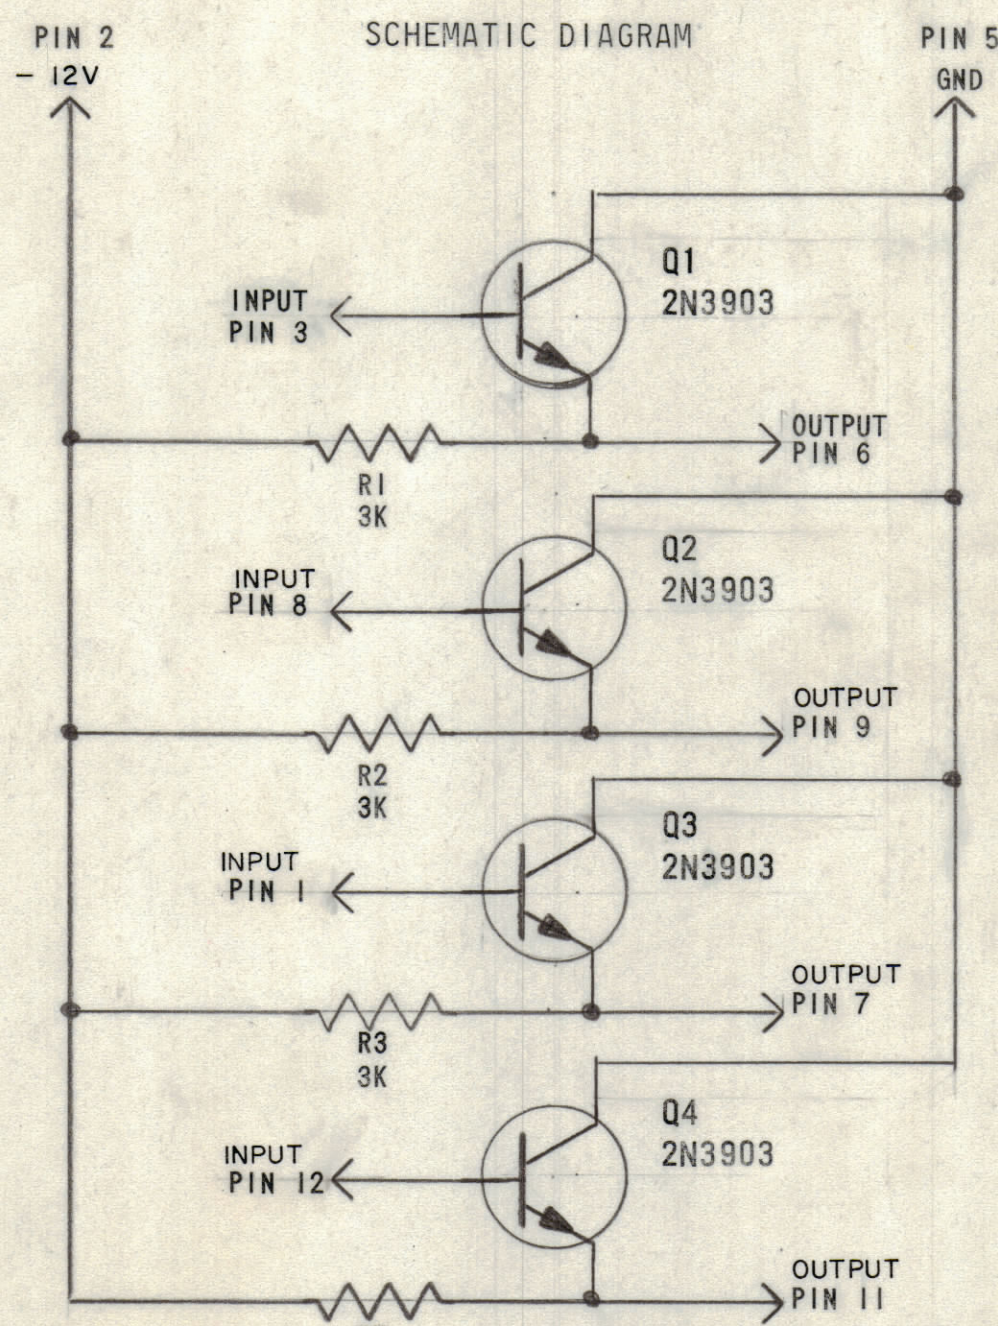 SCHEMATIC DIAGRAM
PIN 2
- 12V
PIN 5
GND
Q1
2N3903
INPUT
PIN 3
OUTPUT
PIN 6
R1
3K
Q2
2N3903
INPUT
PIN 8
OUTPUT
PIN 9
R2
3K
Q3
2N3903
INPUT
PIN 1
OUTPUT
PIN 7
R3
3K
Q4
2N3903
INPUT
PIN 12
OUTPUT
PIN 11